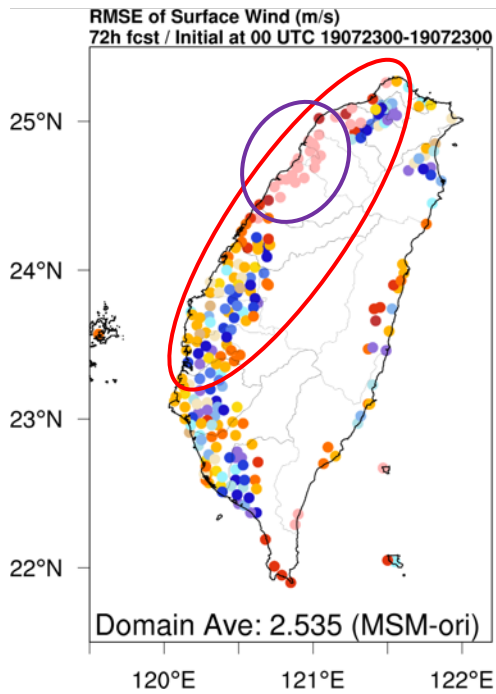 RMSE of Surface Wind (m/s)
72h fcst / Initial at 00 UTC 19072300-19072300
25°N
24°N
23°N
22°N
Domain Ave: 2.535 (MSM-ori)
120°E 121°E 122°E